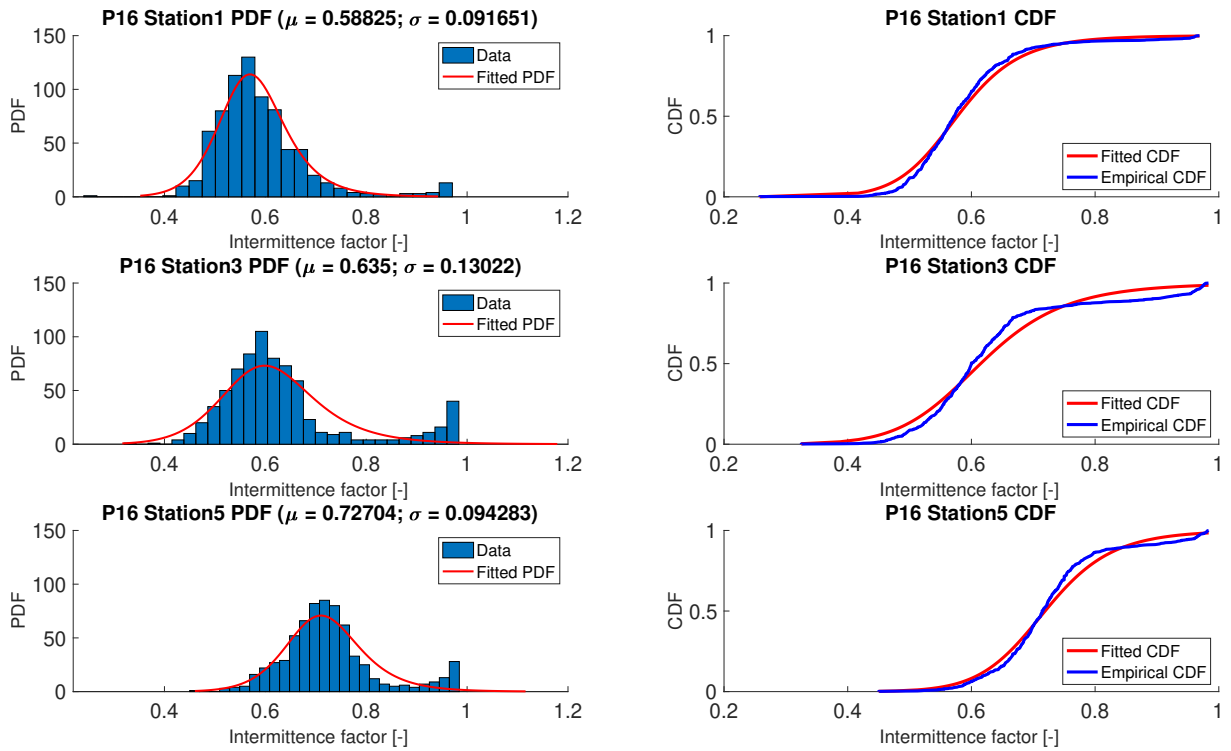 P16 Station1 PDF (μ = 0.58825; σ = 0.091651)
150
100
50
0
PDF
Data
Fitted PDF
0.4 0.6 0.8 1 1.2
Intermittence factor [-]
P16 Station1 CDF
1
0.5
0
CDF
Fitted CDF
Empirical CDF
0.2 0.4 0.6 0.8 1
Intermittence factor [-]
P16 Station3 PDF (μ = 0.635; σ = 0.13022)
150
100
50
0
PDF
Data
Fitted PDF
0.4 0.6 0.8 1 1.2
Intermittence factor [-]
P16 Station3 CDF
1
0.5
0
CDF
Fitted CDF
Empirical CDF
0.2 0.4 0.6 0.8 1
Intermittence factor [-]
P16 Station5 PDF (μ = 0.72704; σ = 0.094283)
150
100
50
0
PDF
Data
Fitted PDF
0.4 0.6 0.8 1 1.2
Intermittence factor [-]
P16 Station5 CDF
1
0.5
0
CDF
Fitted CDF
Empirical CDF
0.2 0.4 0.6 0.8 1
Intermittence factor [-]